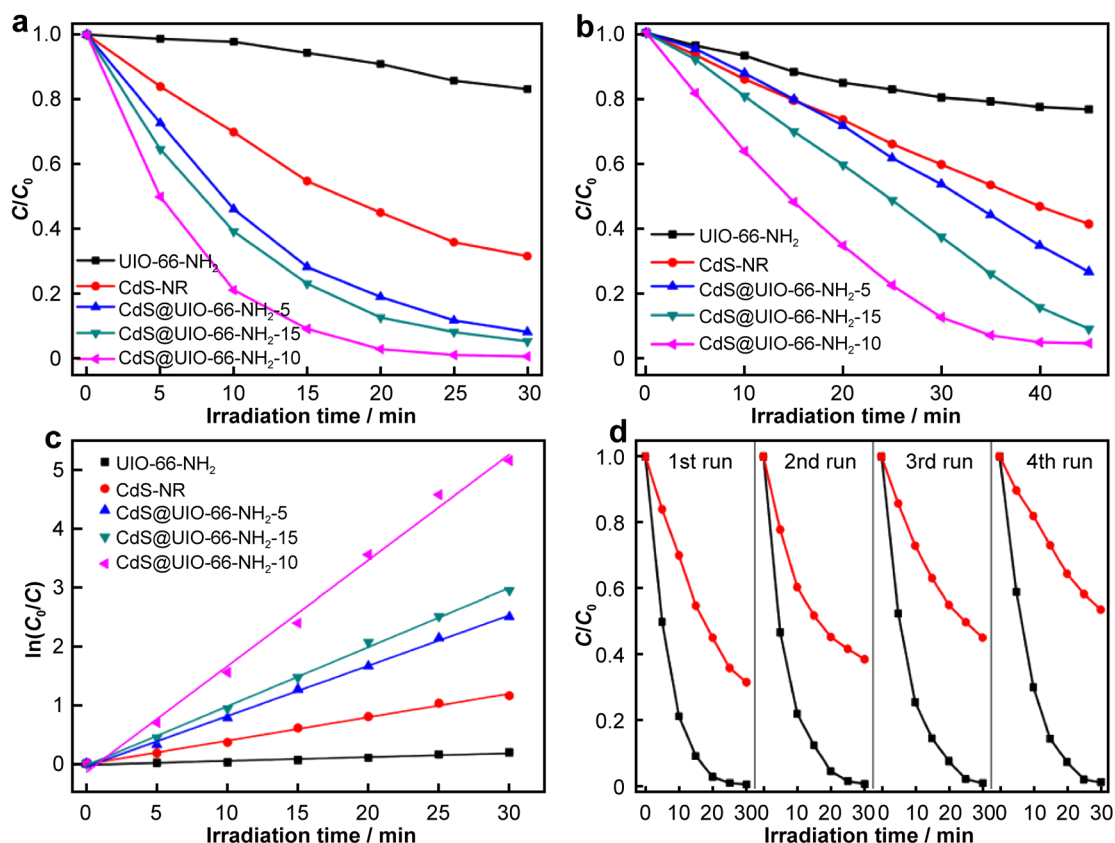 a
1.0
0.8
0.6
0.4
0.2
0
C/C₀
UIO-66-NH₂
CdS-NR
CdS@UIO-66-NH₂-5
CdS@UIO-66-NH₂-15
CdS@UIO-66-NH₂-10
0 5 10 15 20 25 30
Irradiation time / min
b
1.0
0.8
0.6
0.4
0.2
0
C/C₀
UIO-66-NH₂
CdS-NR
CdS@UIO-66-NH₂-5
CdS@UIO-66-NH₂-15
CdS@UIO-66-NH₂-10
0 10 20 30 40
Irradiation time / min
c
5
4
3
2
1
0
ln(C₀/C)
UIO-66-NH₂
CdS-NR
CdS@UIO-66-NH₂-5
CdS@UIO-66-NH₂-15
CdS@UIO-66-NH₂-10
0 5 10 15 20 25 30
Irradiation time / min
d
1st run 2nd run 3rd run 4th run
1.0
0.8
0.6
0.4
0.2
0
C/C₀
0 10 20 30 0 10 20 30 0 10 20 30 0 10 20 30
Irradiation time / min